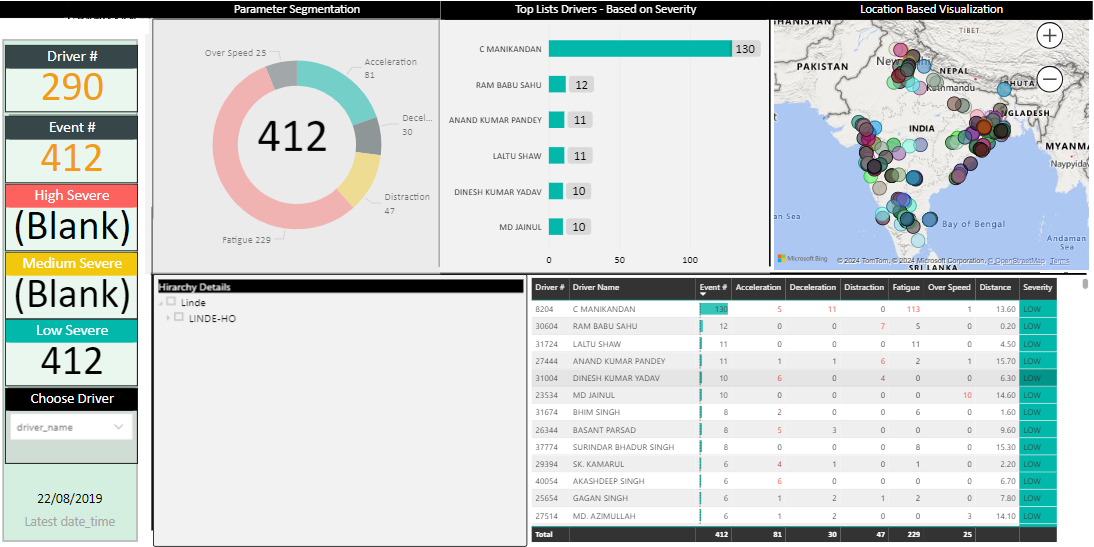 Parameter Segmentation
Top Lists Drivers - Based on Severity
Location Based Visualization
Driver #
290
Event #
412
High Severe
(Blank)
Medium Severe
(Blank)
Low Severe
412
Choose Driver
driver_name
22/08/2019
Latest date_time
Over Speed 25
Acceleration
81
Decel...
30
Distraction
47
Fatigue 229
412
C MANIKANDAN 130
RAM BABU SAHU 12
ANAND KUMAR PANDEY 11
LALTU SHAW 11
DINESH KUMAR YADAV 10
MD JAINUL 10
0 50 100
TIBET
PAKISTAN
NEPAL
Kathmandu
INDIA
Naypyidaw
Bay of Bengal
Andaman
Sea
SRI LANKA
Microsoft Bing
© 2024 TomTom, © 2024 Microsoft Corporation, © OpenStreetMap Terms
Hirarchy Details
Linde
LINDE-HO
Driver # Driver Name Event # Acceleration Deceleration Distraction Fatigue Over Speed Distance Severity
8204 C MANIKANDAN 130 5 11 0 113 1 13.60 LOW
30604 RAM BABU SAHU 12 0 0 7 5 0 0.20 LOW
31724 LALTU SHAW 11 0 0 0 11 0 4.50 LOW
27444 ANAND KUMAR PANDEY 11 1 1 6 2 1 15.70 LOW
31004 DINESH KUMAR YADAV 10 6 0 4 0 0 6.30 LOW
23534 MD JAINUL 10 0 0 0 0 10 14.60 LOW
31674 BHIM SINGH 8 2 0 0 6 0 1.60 LOW
26344 BASANT PARSAD 8 5 3 0 0 0 9.60 LOW
37774 SURINDAR BHADUR SINGH 8 0 0 0 8 0 15.30 LOW
29394 SK. KAMARUL 6 4 1 0 1 0 2.20 LOW
40054 AKASHDEEP SINGH 6 6 0 0 0 0 6.70 LOW
25654 GAGAN SINGH 6 1 2 1 2 0 7.80 LOW
27514 MD. AZIMULLAH 6 1 2 0 0 3 14.10 LOW
Total 412 81 30 47 229 25